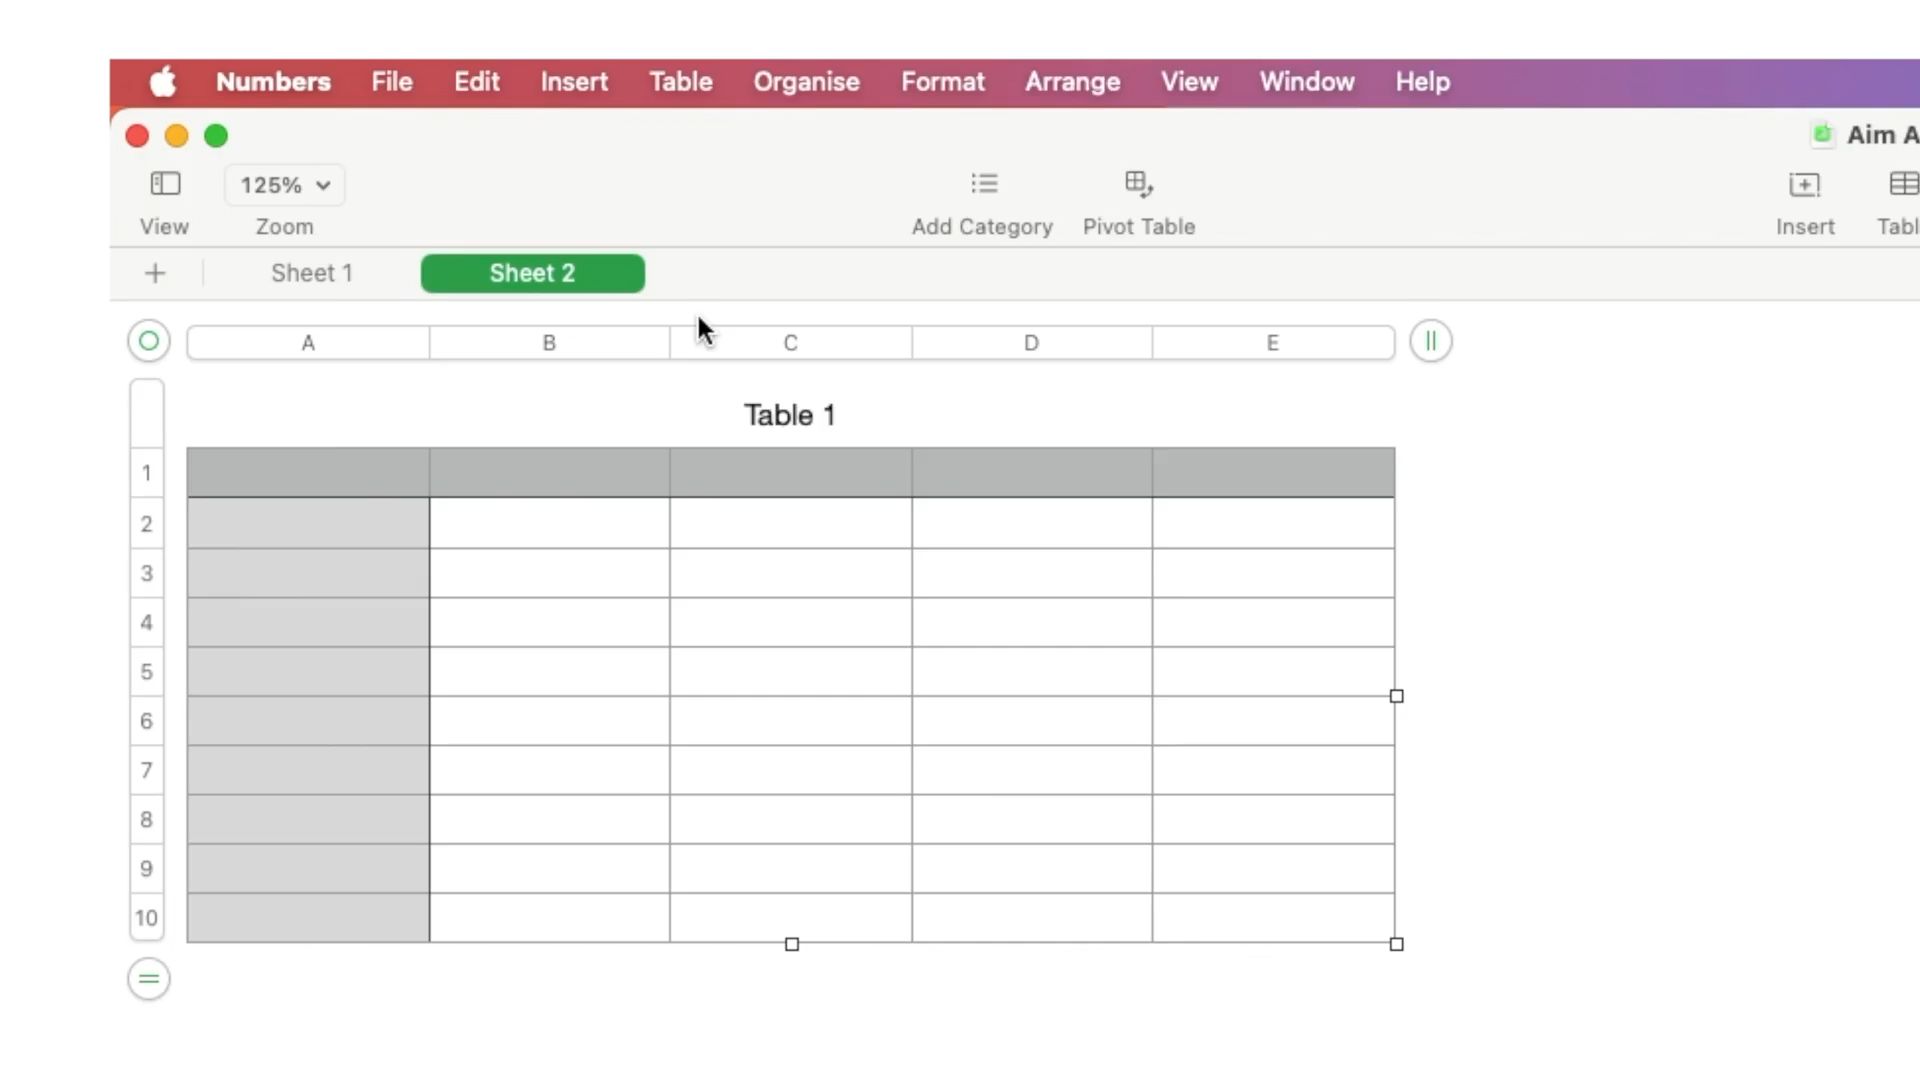 Numbers File Edit Insert Table Organise Format Arrange View Window Help
Aim A
125%
View Zoom Add Category Pivot Table Insert Tabl
Sheet 1 Sheet 2
A B C D E
Table 1
1
2
3
4
5
6
7
8
9
10